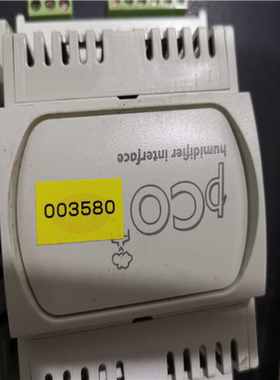 humidifier interface
pCO
003580